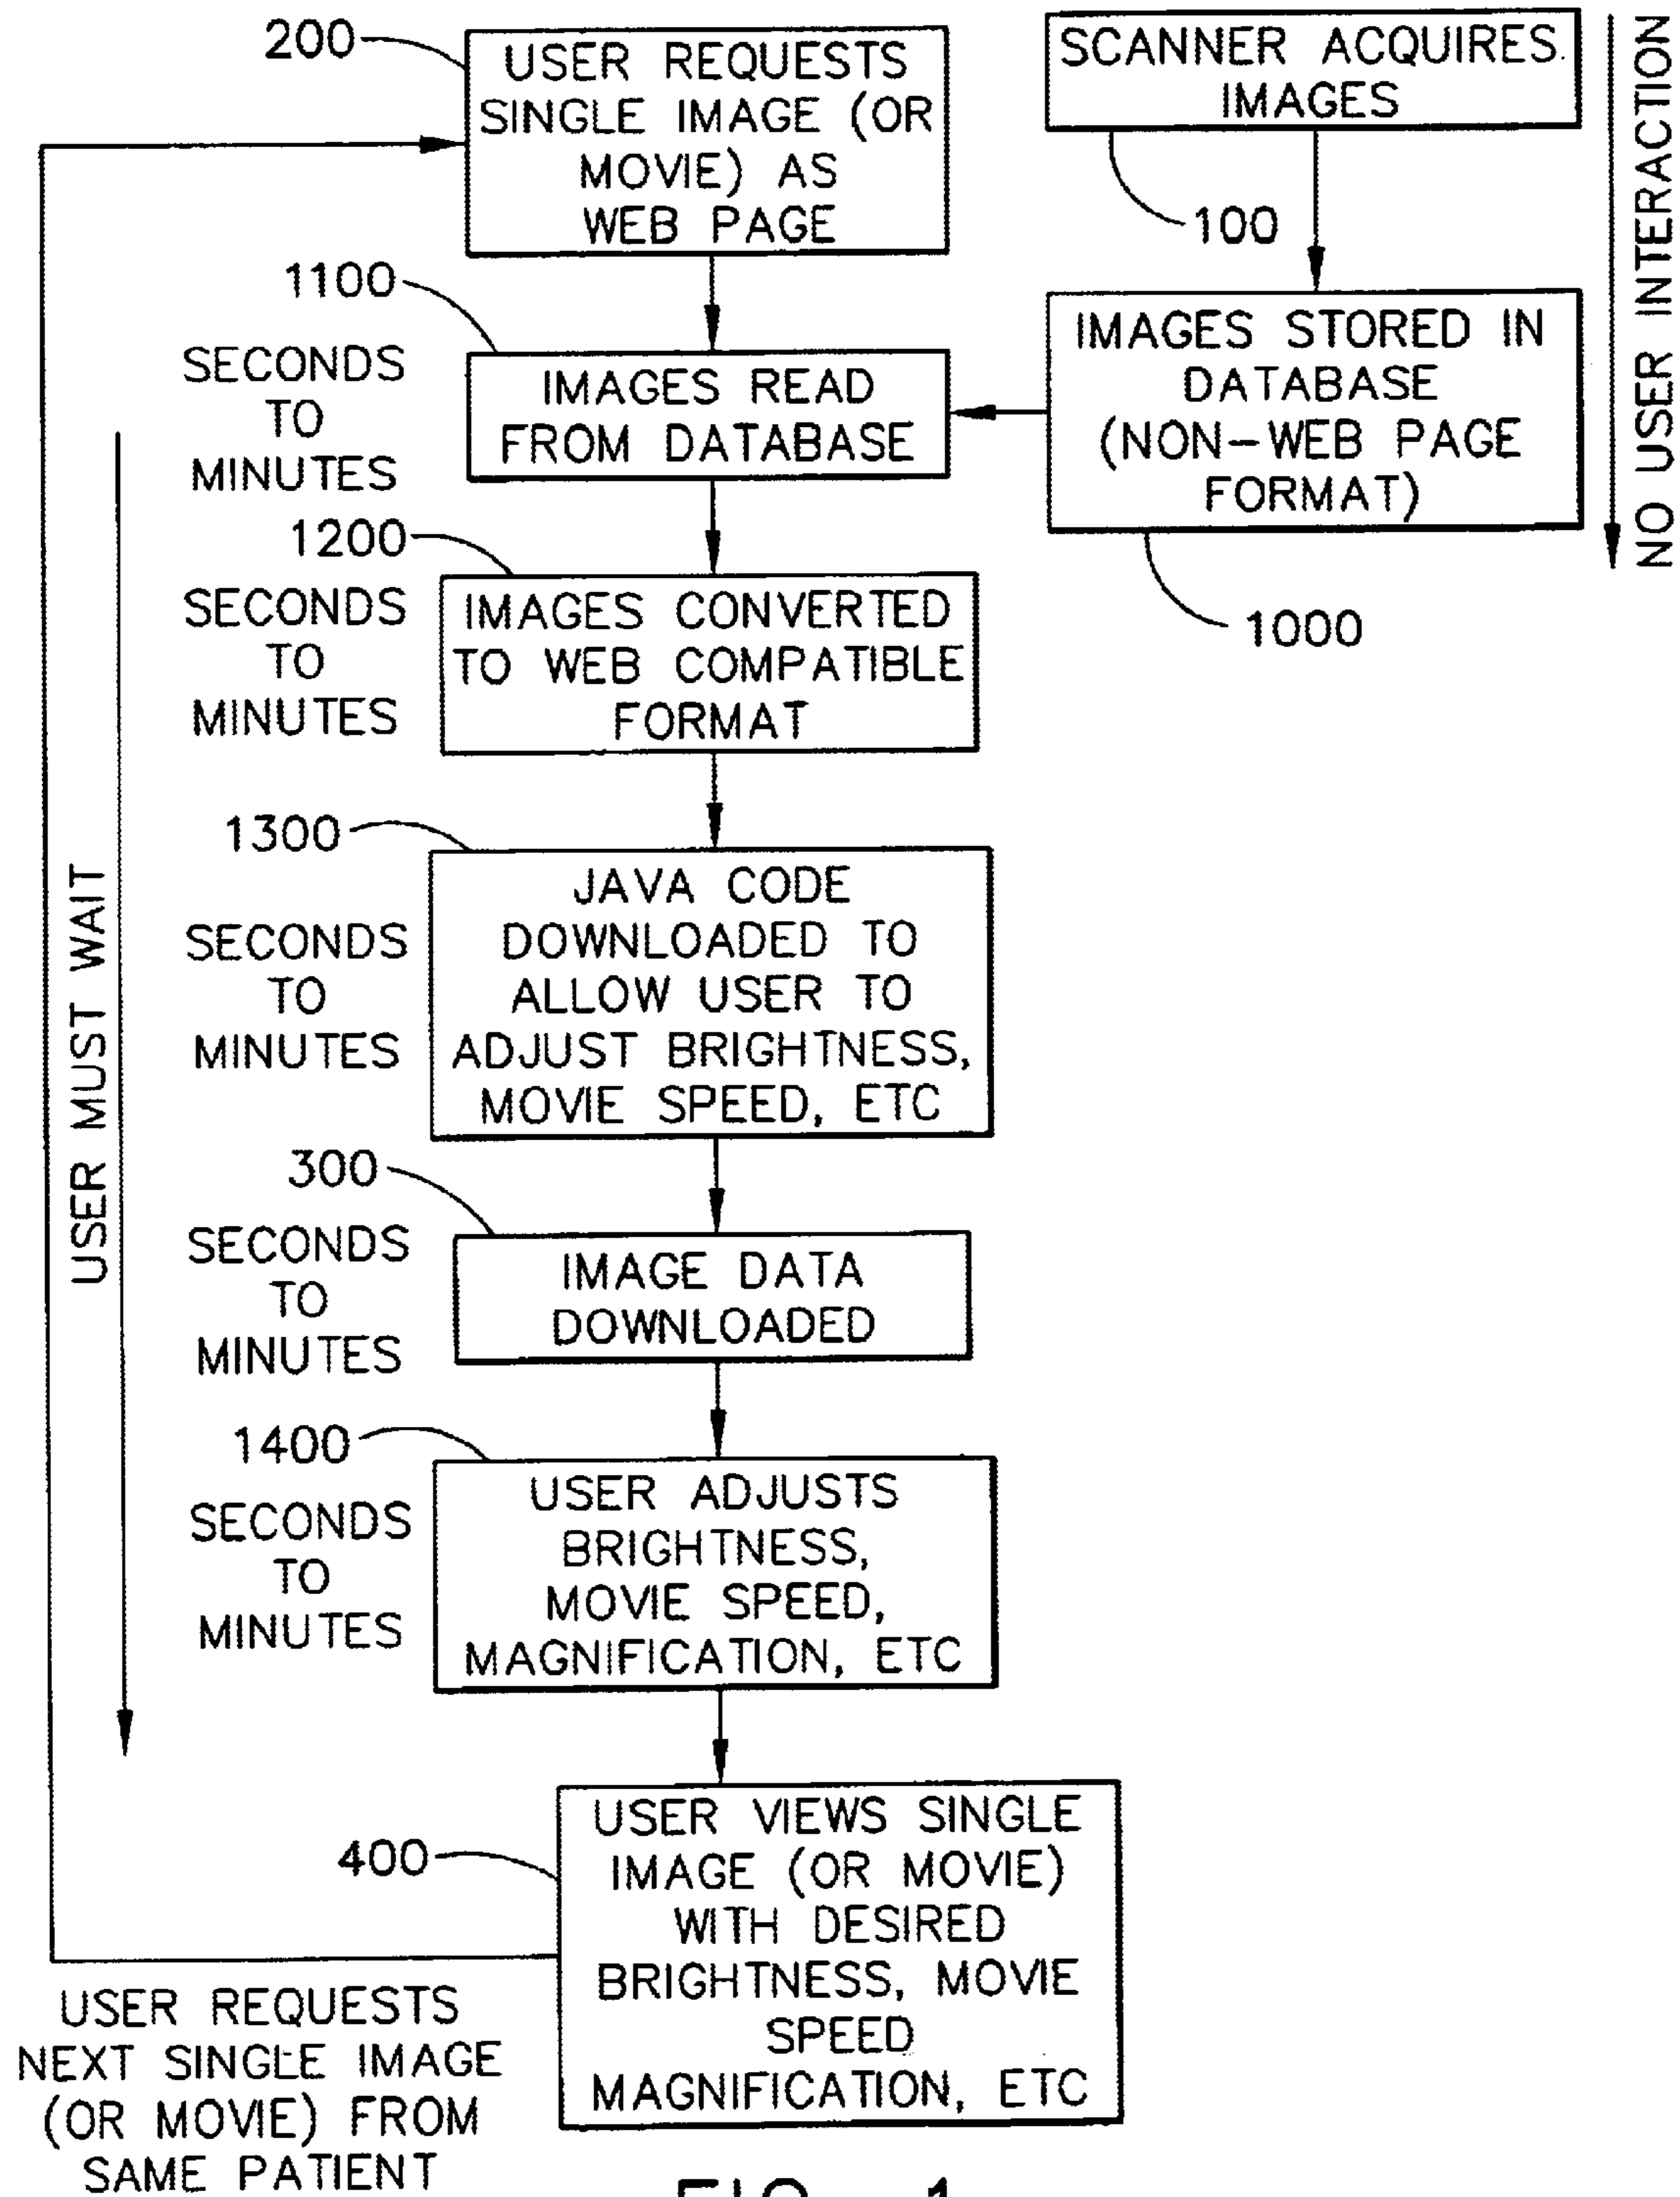 200
USER REQUESTS
SINGLE IMAGE (OR
MOVIE) AS
WEB PAGE
SCANNER ACQUIRES
IMAGES
100
NO USER INTERACTION
1100
SECONDS
TO
MINUTES
IMAGES READ
FROM DATABASE
IMAGES STORED IN
DATABASE
(NON-WEB PAGE
FORMAT)
1000
1200
SECONDS
TO
MINUTES
IMAGES CONVERTED
TO WEB COMPATIBLE
FORMAT
USER MUST WAIT
1300
SECONDS
TO
MINUTES
JAVA CODE
DOWNLOADED TO
ALLOW USER TO
ADJUST BRIGHTNESS,
MOVIE SPEED, ETC
300
SECONDS
TO
MINUTES
IMAGE DATA
DOWNLOADED
1400
SECONDS
TO
MINUTES
USER ADJUSTS
BRIGHTNESS,
MOVIE SPEED,
MAGNIFICATION, ETC
400
USER VIEWS SINGLE
IMAGE (OR MOVIE)
WITH DESIRED
BRIGHTNESS, MOVIE
SPEED
MAGNIFICATION, ETC
USER REQUESTS
NEXT SINGLE IMAGE
(OR MOVIE) FROM
SAME PATIENT
FIG. 1